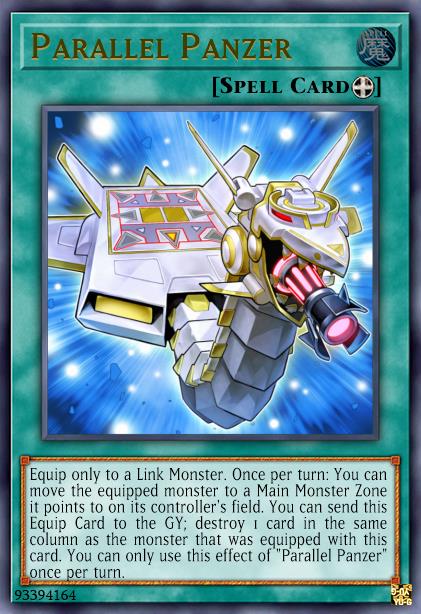 PARALLEL PANZER
魔
[SPELL CARD]
Equip only to a Link Monster. Once per turn: You can
move the equipped monster to a Main Monster Zone
it points to on its controller's field. You can send this
Equip Card to the GY; destroy 1 card in the same
column as the monster that was equipped with this
card. You can only use this effect of "Parallel Panzer"
once per turn.
93394164